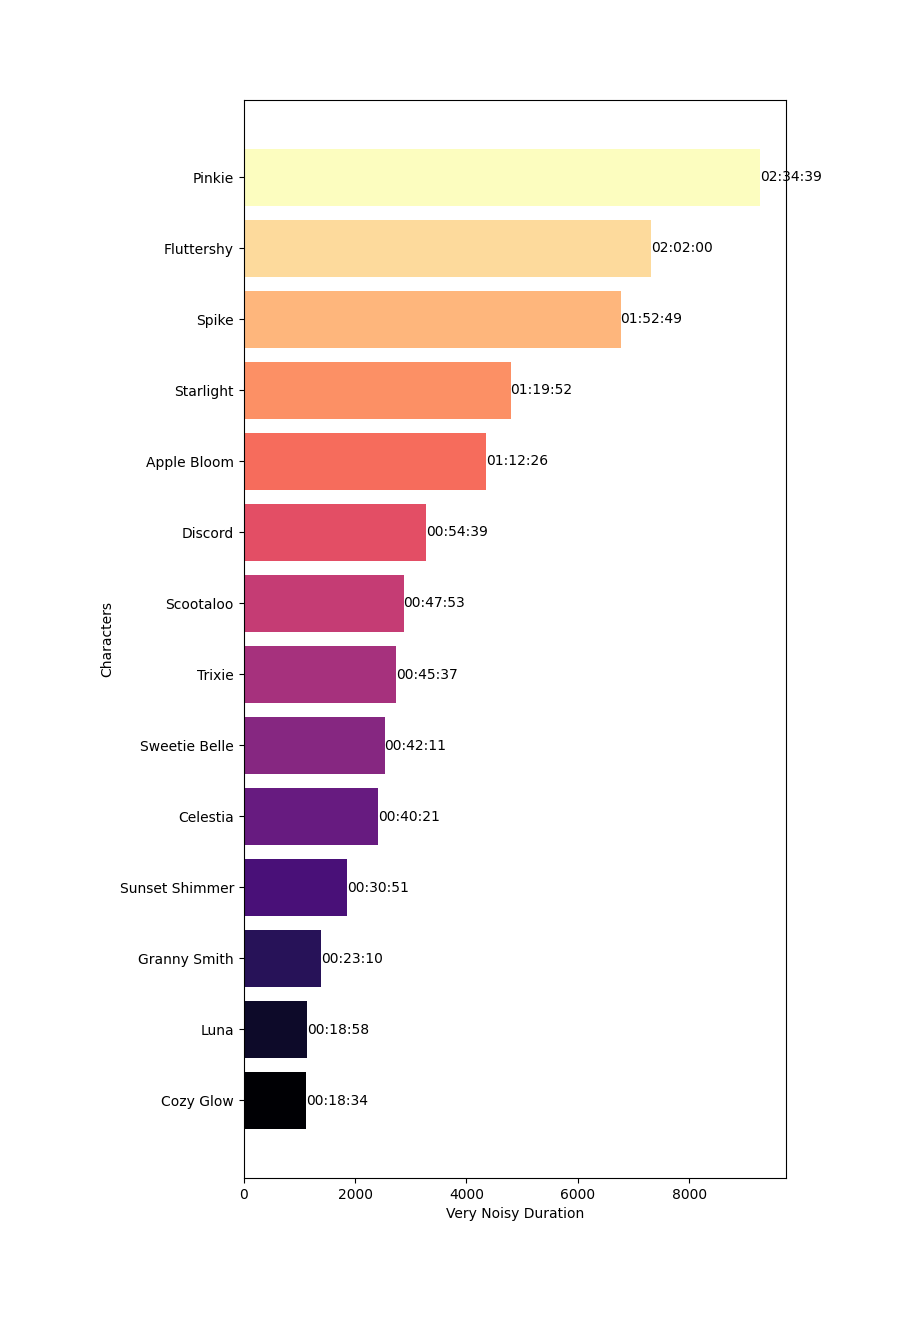 Pinkie 02:34:39
Fluttershy 02:02:00
Spike 01:52:49
Starlight 01:19:52
Apple Bloom 01:12:26
Discord 00:54:39
Scootaloo 00:47:53
Trixie 00:45:37
Sweetie Belle 00:42:11
Celestia 00:40:21
Sunset Shimmer 00:30:51
Granny Smith 00:23:10
Luna 00:18:58
Cozy Glow 00:18:34
Characters
0 2000 4000 6000 8000
Very Noisy Duration